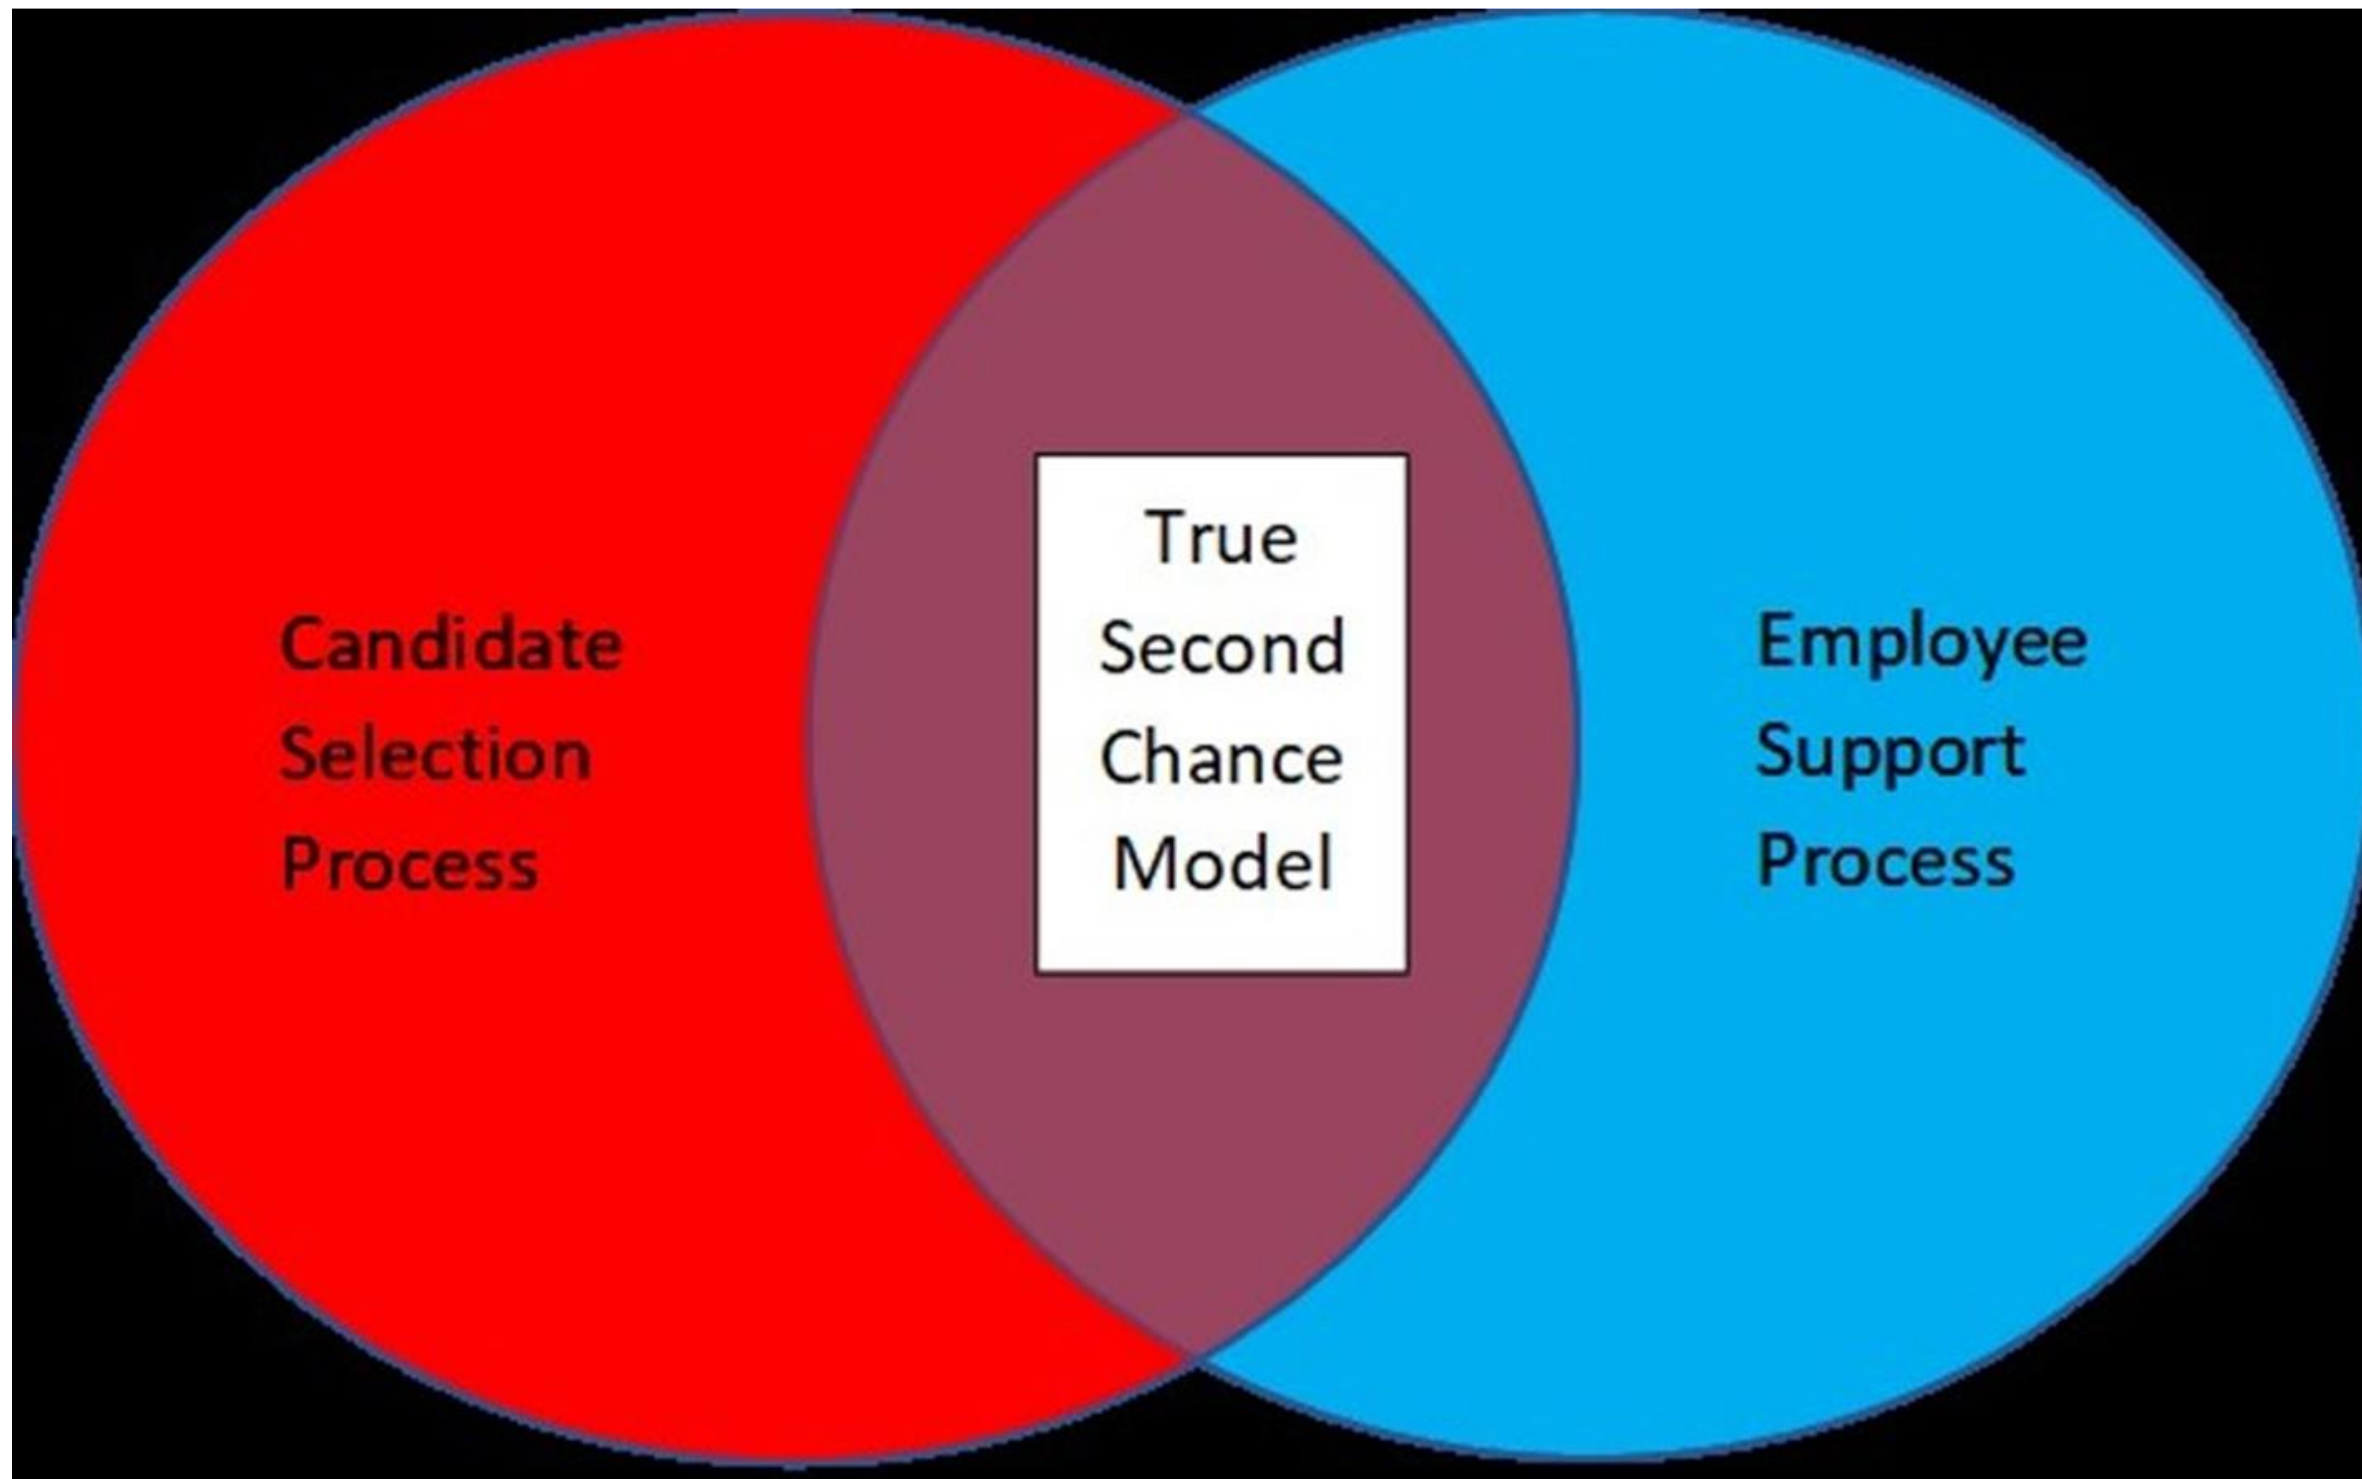 Candidate
Selection
Process
True
Second
Chance
Model
Employee
Support
Process